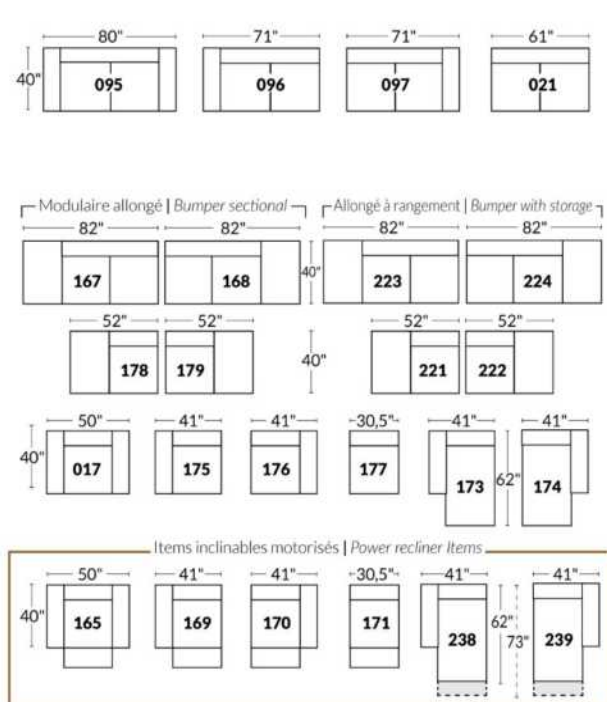 80" 71" 71" 61"
40"
095 096 097 021
Modulaire allongé | Bumper sectional Allongé à rangement | Bumper with storage
82" 82" 82" 82"
40"
167 168 223 224
52" 52" 52" 52"
40"
178 179 221 222
50" 41" 41" 30,5" 41" 41"
40"
017 175 176 177 173 62" 174
Items inclinables motorisés | Power recliner Items
50" 41" 41" 30,5" 41" 41"
40"
165 169 170 171 238 62" 73" 239